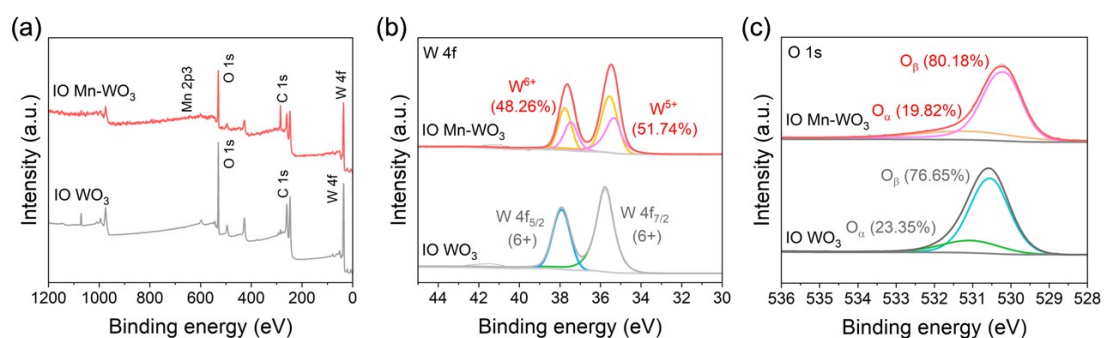 (a)
Intensity (a.u.)
IO Mn-WO₃
Mn 2p3
O 1s
C 1s
W 4f
IO WO₃
O 1s
C 1s
W 4f
1200 1000 800 600 400 200 0
Binding energy (eV)
(b)
Intensity (a.u.)
W 4f
W⁶⁺
(48.26%)
W⁵⁺
(51.74%)
IO Mn-WO₃
W 4f₅/₂
(6+)
W 4f₇/₂
(6+)
IO WO₃
44 42 40 38 36 34 32 30
Binding energy (eV)
(c)
Intensity (a.u.)
O 1s
Oβ (80.18%)
Oα (19.82%)
IO Mn-WO₃
Oβ (76.65%)
Oα (23.35%)
IO WO₃
536 535 534 533 532 531 530 529 528
Binding energy (eV)